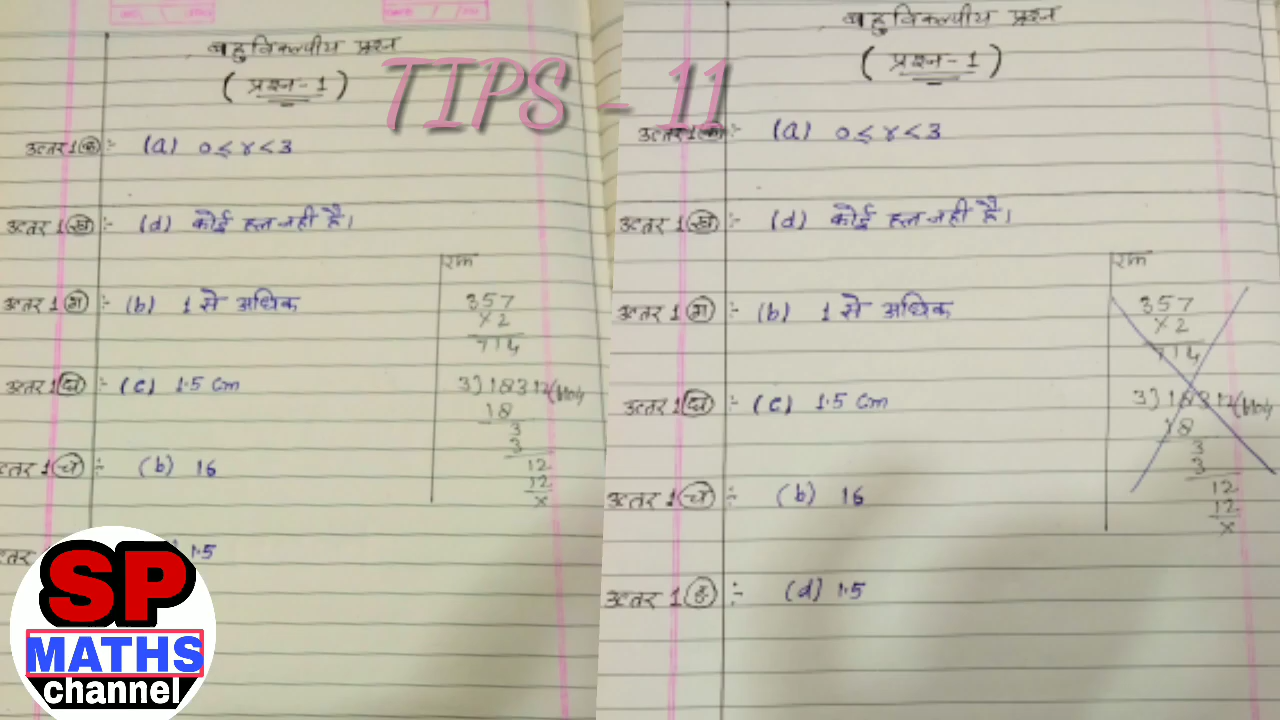 TIPS - 11
बहुविकल्पीय प्रश्न
(प्रश्न-1)
उत्तर 1 (क) :- (a) 0 ≤ r < 3
उत्तर 1 (ख) :- (d) कोई हल नहीं है।
रफ
उत्तर 1 (ग) :- (b) 1 से अधिक
357
×2
714
उत्तर 1 (घ) :- (c) 1.5 cm
3)18312(
18
3
3
उत्तर 1 (च) :- (b) 16
12
12
×
1.5
बहुविकल्पीय प्रश्न
(प्रश्न-1)
उत्तर 1 (क) :- (a) 0 ≤ r < 3
उत्तर 1 (ख) :- (d) कोई हल नहीं है।
रफ
उत्तर 1 (ग) :- (b) 1 से अधिक
357
×2
714
उत्तर 1 (घ) :- (c) 1.5 cm
3)18312(
18
3
3
उत्तर 1 (च) :- (b) 16
12
12
×
उत्तर 1 (ङ) :- (d) 1.5
SP
MATHS
channel